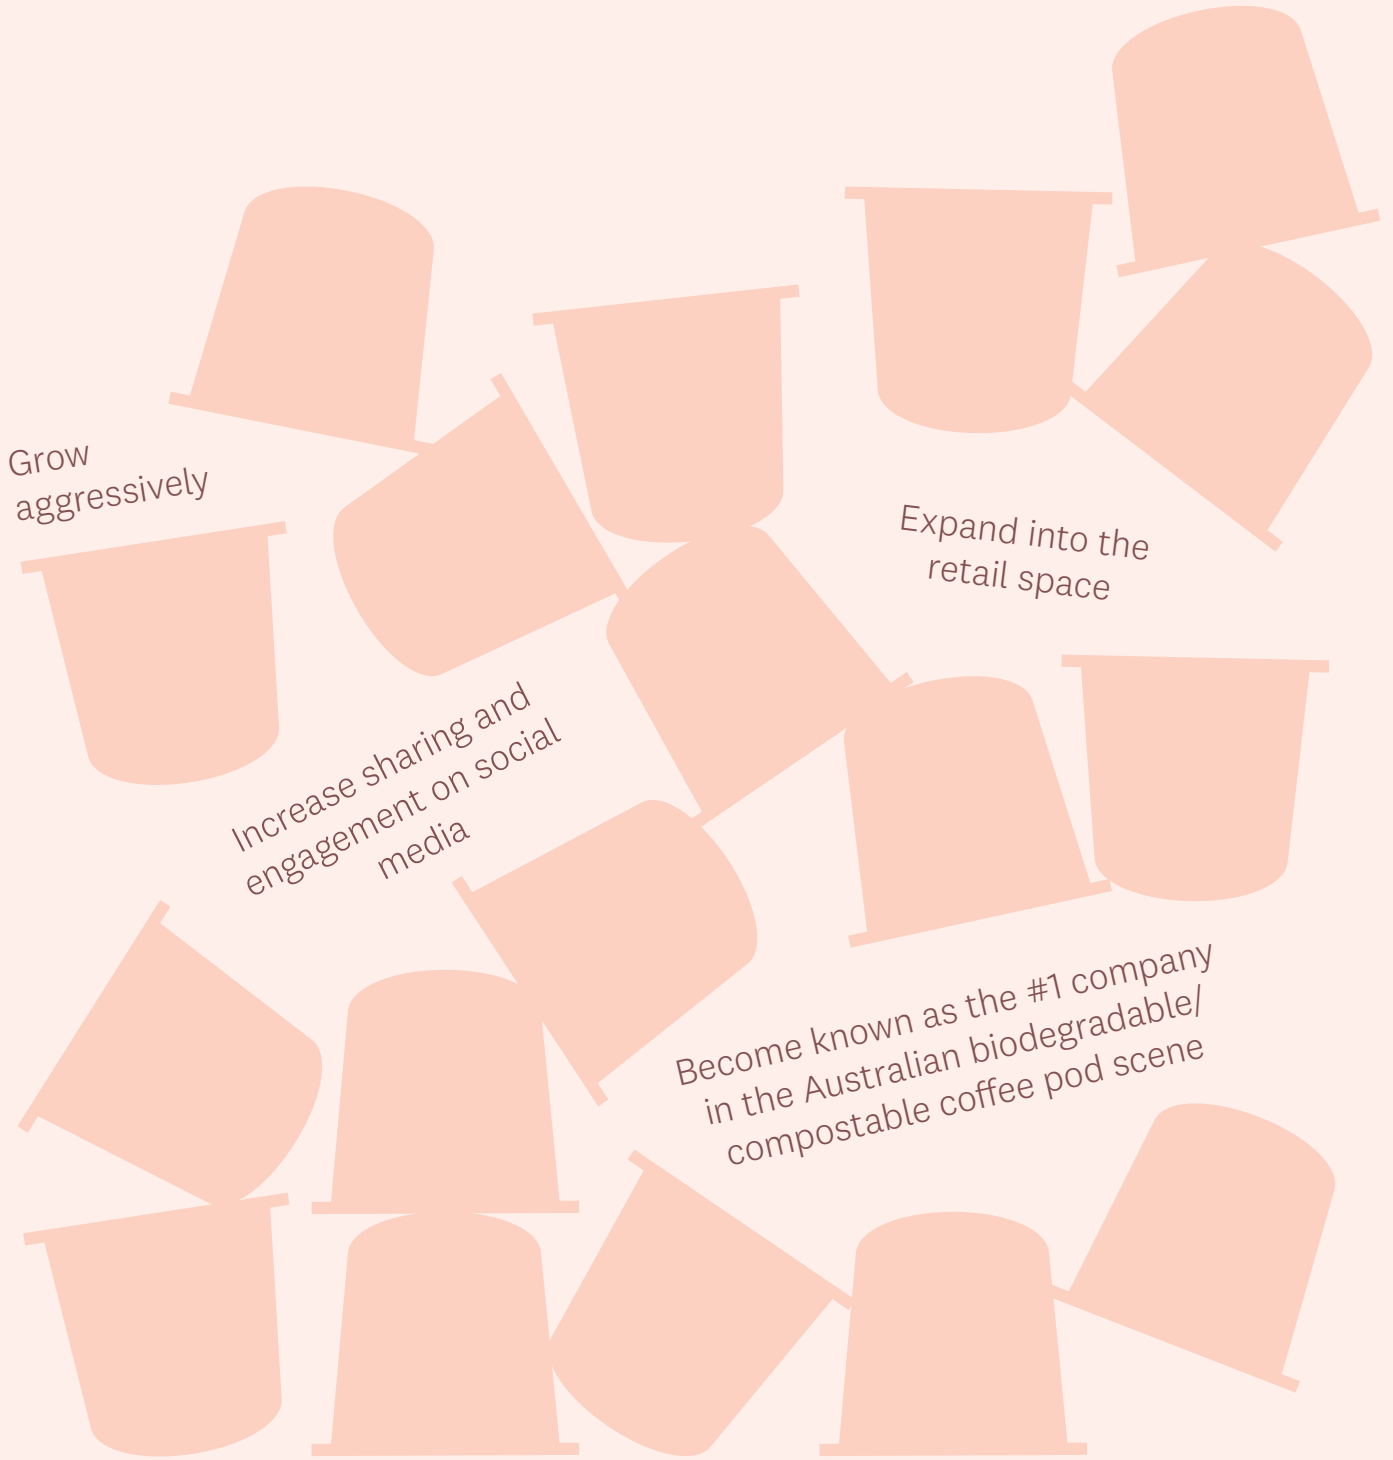 Grow
aggressively
Expand into the
retail space
Increase sharing and
engagement on social
media
Become known as the #1 company
in the Australian biodegradable/
compostable coffee pod scene